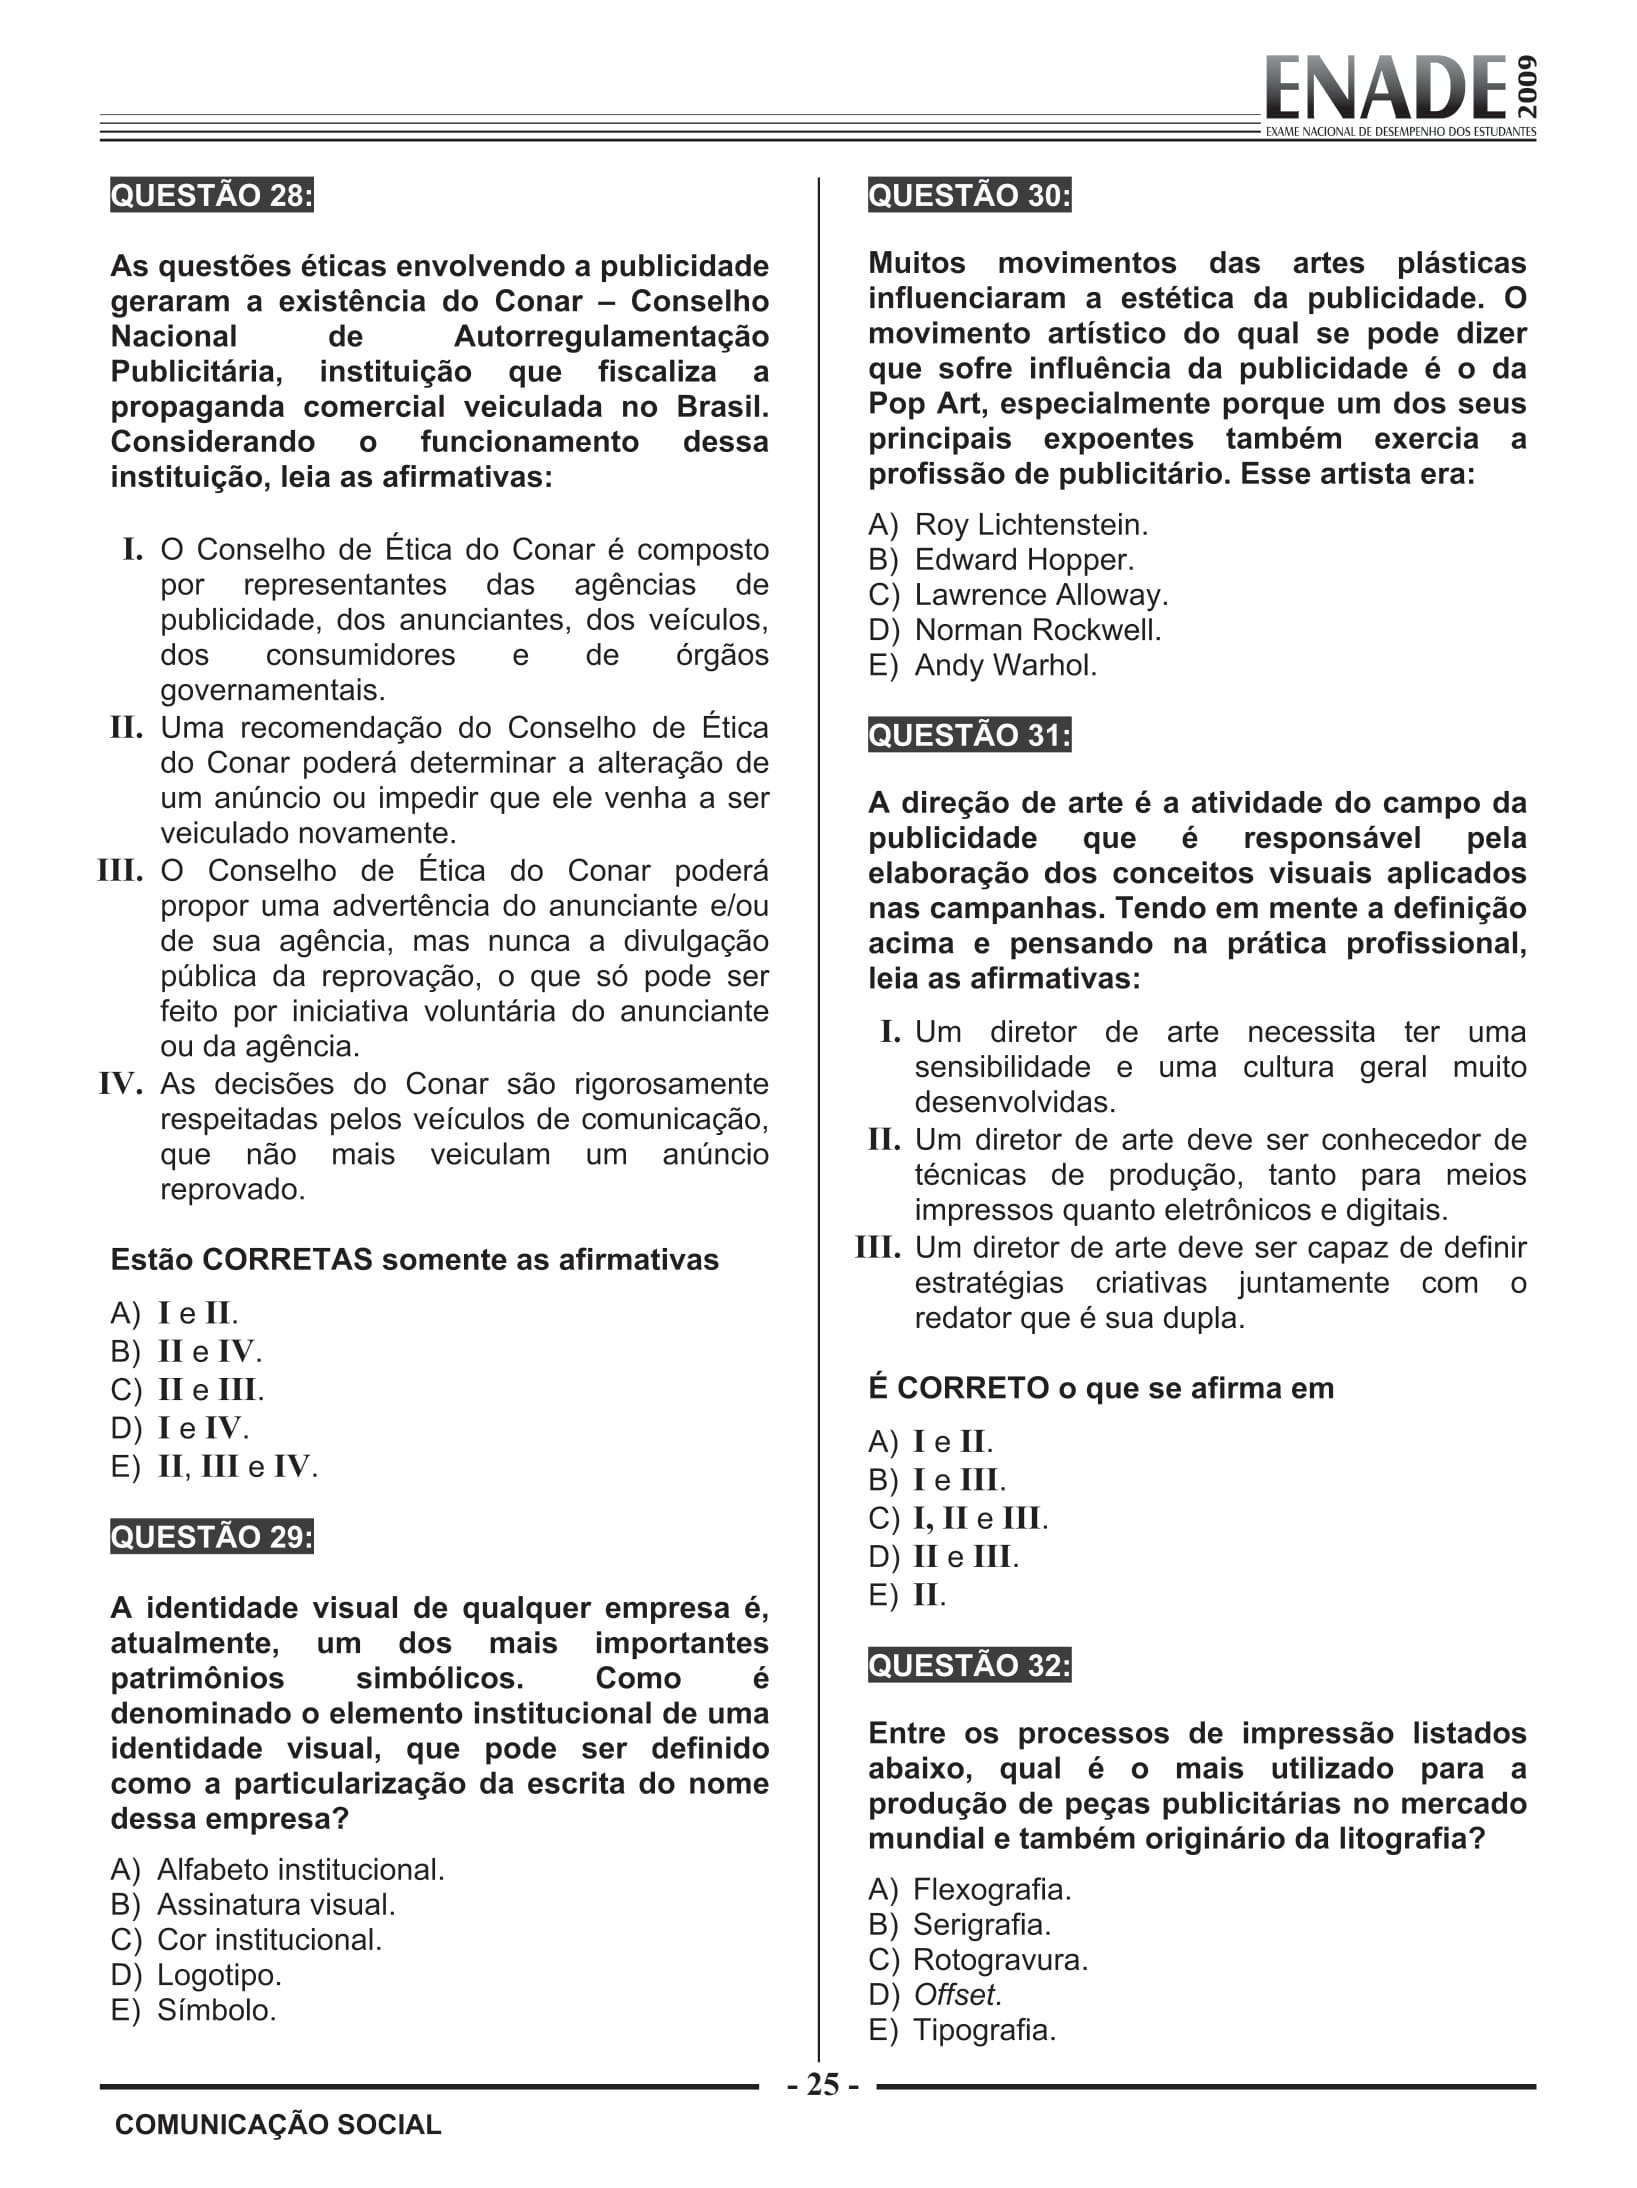 ENADE 2009
EXAME NACIONAL DE DESEMPENHO DOS ESTUDANTES
QUESTÃO 28:
As questões éticas envolvendo a publicidade
geraram a existência do Conar – Conselho
Nacional de Autorregulamentação
Publicitária, instituição que fiscaliza a
propaganda comercial veiculada no Brasil.
Considerando o funcionamento dessa
instituição, leia as afirmativas:
I. O Conselho de Ética do Conar é composto
por representantes das agências de
publicidade, dos anunciantes, dos veículos,
dos consumidores e de órgãos
governamentais.
II. Uma recomendação do Conselho de Ética
do Conar poderá determinar a alteração de
um anúncio ou impedir que ele venha a ser
veiculado novamente.
III. O Conselho de Ética do Conar poderá
propor uma advertência do anunciante e/ou
de sua agência, mas nunca a divulgação
pública da reprovação, o que só pode ser
feito por iniciativa voluntária do anunciante
ou da agência.
IV. As decisões do Conar são rigorosamente
respeitadas pelos veículos de comunicação,
que não mais veiculam um anúncio
reprovado.
Estão CORRETAS somente as afirmativas
A) I e II.
B) II e IV.
C) II e III.
D) I e IV.
E) II, III e IV.
QUESTÃO 29:
A identidade visual de qualquer empresa é,
atualmente, um dos mais importantes
patrimônios simbólicos. Como é
denominado o elemento institucional de uma
identidade visual, que pode ser definido
como a particularização da escrita do nome
dessa empresa?
A) Alfabeto institucional.
B) Assinatura visual.
C) Cor institucional.
D) Logotipo.
E) Símbolo.
QUESTÃO 30:
Muitos movimentos das artes plásticas
influenciaram a estética da publicidade. O
movimento artístico do qual se pode dizer
que sofre influência da publicidade é o da
Pop Art, especialmente porque um dos seus
principais expoentes também exercia a
profissão de publicitário. Esse artista era:
A) Roy Lichtenstein.
B) Edward Hopper.
C) Lawrence Alloway.
D) Norman Rockwell.
E) Andy Warhol.
QUESTÃO 31:
A direção de arte é a atividade do campo da
publicidade que é responsável pela
elaboração dos conceitos visuais aplicados
nas campanhas. Tendo em mente a definição
acima e pensando na prática profissional,
leia as afirmativas:
I. Um diretor de arte necessita ter uma
sensibilidade e uma cultura geral muito
desenvolvidas.
II. Um diretor de arte deve ser conhecedor de
técnicas de produção, tanto para meios
impressos quanto eletrônicos e digitais.
III. Um diretor de arte deve ser capaz de definir
estratégias criativas juntamente com o
redator que é sua dupla.
É CORRETO o que se afirma em
A) I e II.
B) I e III.
C) I, II e III.
D) II e III.
E) II.
QUESTÃO 32:
Entre os processos de impressão listados
abaixo, qual é o mais utilizado para a
produção de peças publicitárias no mercado
mundial e também originário da litografia?
A) Flexografia.
B) Serigrafia.
C) Rotogravura.
D) Offset.
E) Tipografia.
- 25 -
COMUNICAÇÃO SOCIAL